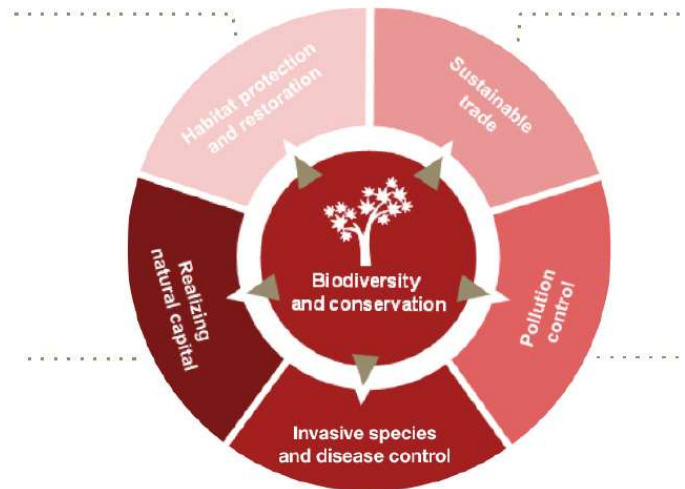 Habitat protection
and restoration
Sustainable
trade
Pollution
control
Invasive species
and disease control
Realizing
natural capital
Biodiversity
and conservation